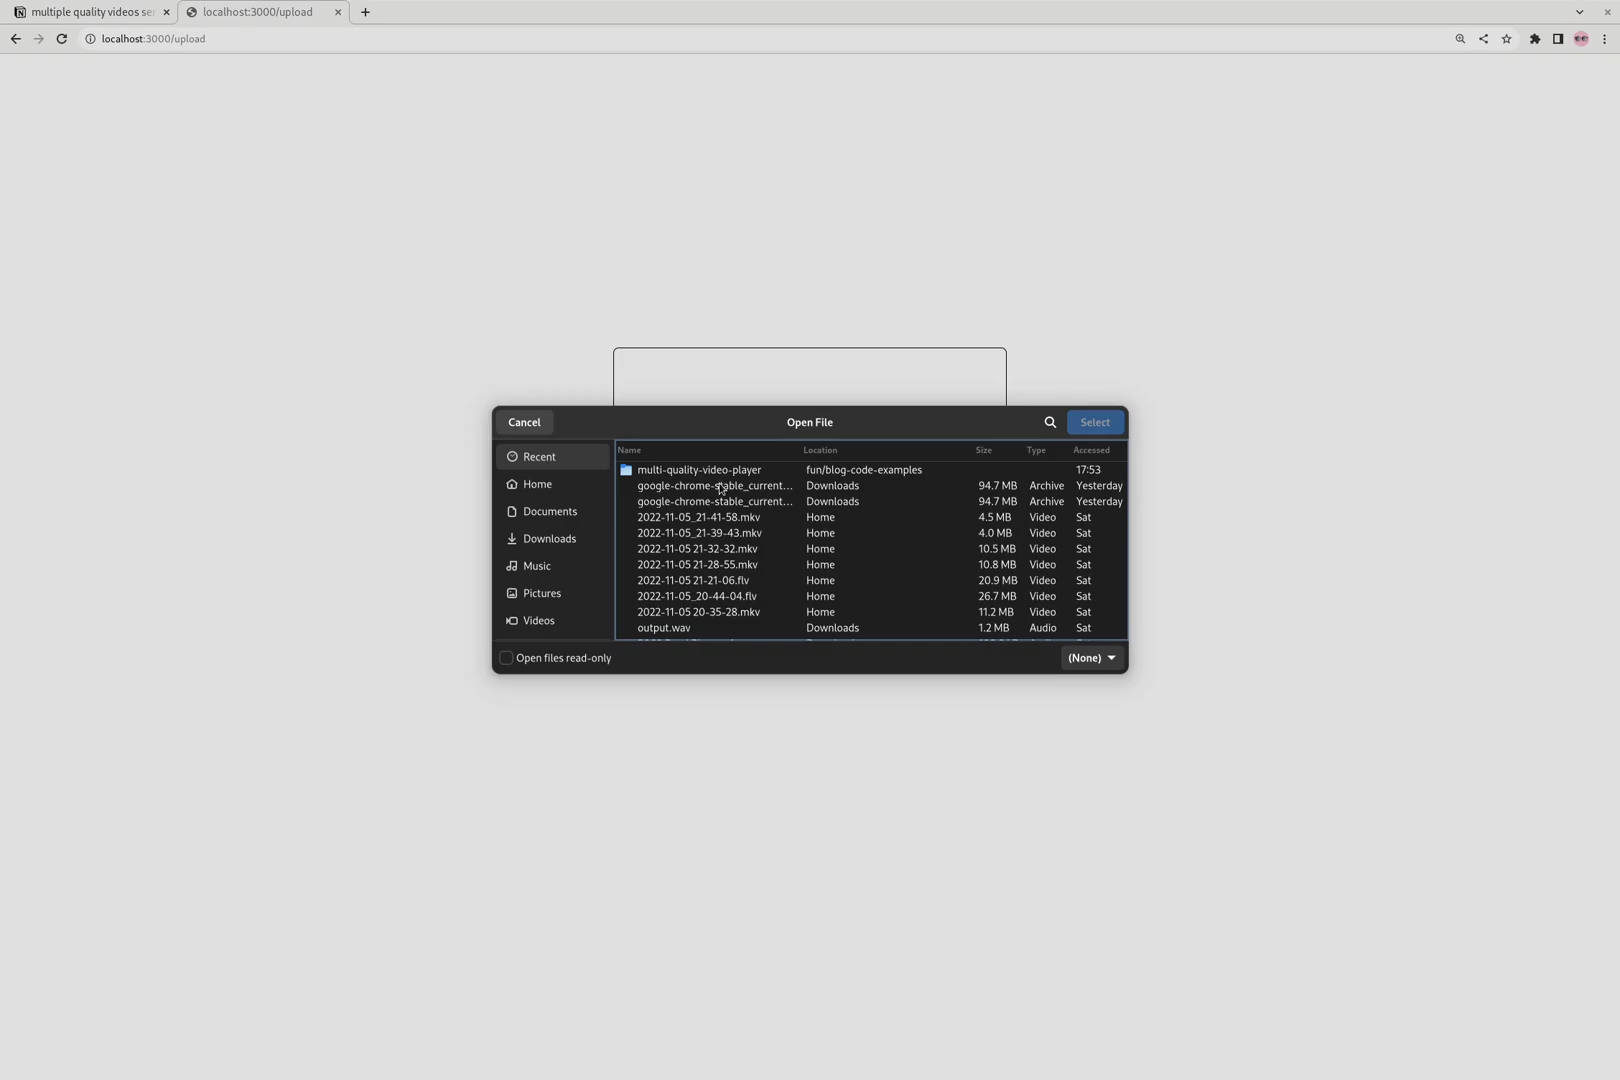 multiple quality videos se
localhost:3000/upload
localhost:3000/upload
Cancel
Open File
Select
Recent
Home
Documents
Downloads
Music
Pictures
Videos
Name Location Size Type Accessed
multi-quality-video-player fun/blog-code-examples 17:53
google-chrome-stable_current... Downloads 94.7 MB Archive Yesterday
google-chrome-stable_current... Downloads 94.7 MB Archive Yesterday
2022-11-05_21-41-58.mkv Home 4.5 MB Video Sat
2022-11-05_21-39-43.mkv Home 4.0 MB Video Sat
2022-11-05 21-32-32.mkv Home 10.5 MB Video Sat
2022-11-05 21-28-55.mkv Home 10.8 MB Video Sat
2022-11-05 21-21-06.flv Home 20.9 MB Video Sat
2022-11-05_20-44-04.flv Home 26.7 MB Video Sat
2022-11-05 20-35-28.mkv Home 11.2 MB Video Sat
output.wav Downloads 1.2 MB Audio Sat
Open files read-only
(None)